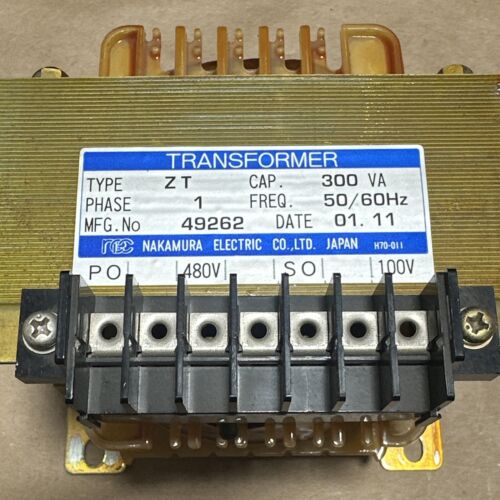 TRANSFORMER
TYPE ZT CAP. 300 VA
PHASE 1 FREQ. 50/60Hz
MFG.No 49262 DATE 01.11
NEC NAKAMURA ELECTRIC CO.,LTD. JAPAN H70-011
PO 480V SO 100V